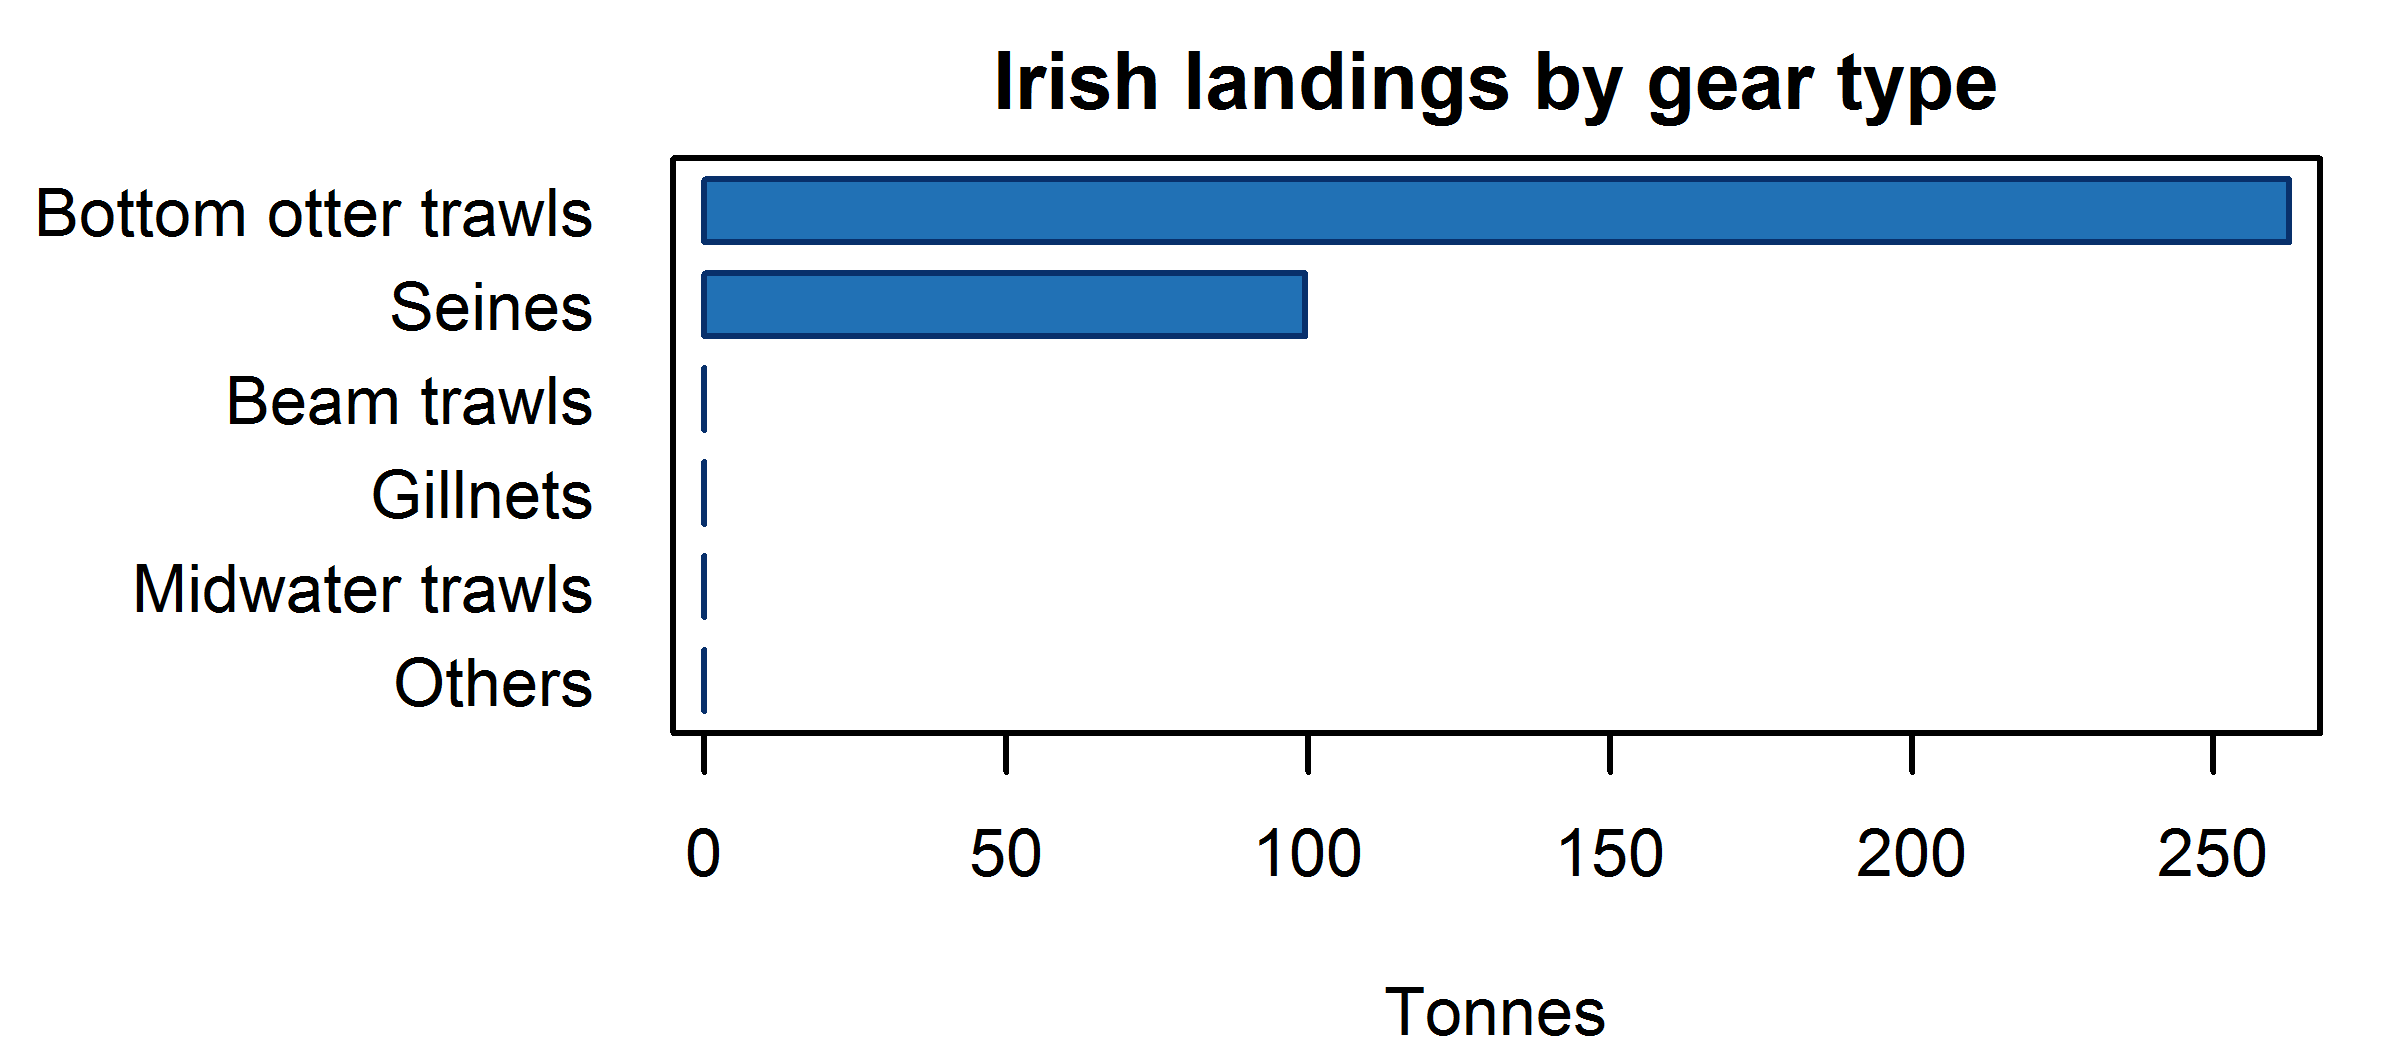 Irish landings by gear type
Bottom otter trawls
Seines
Beam trawls
Gillnets
Midwater trawls
Others
0 50 100 150 200 250
Tonnes